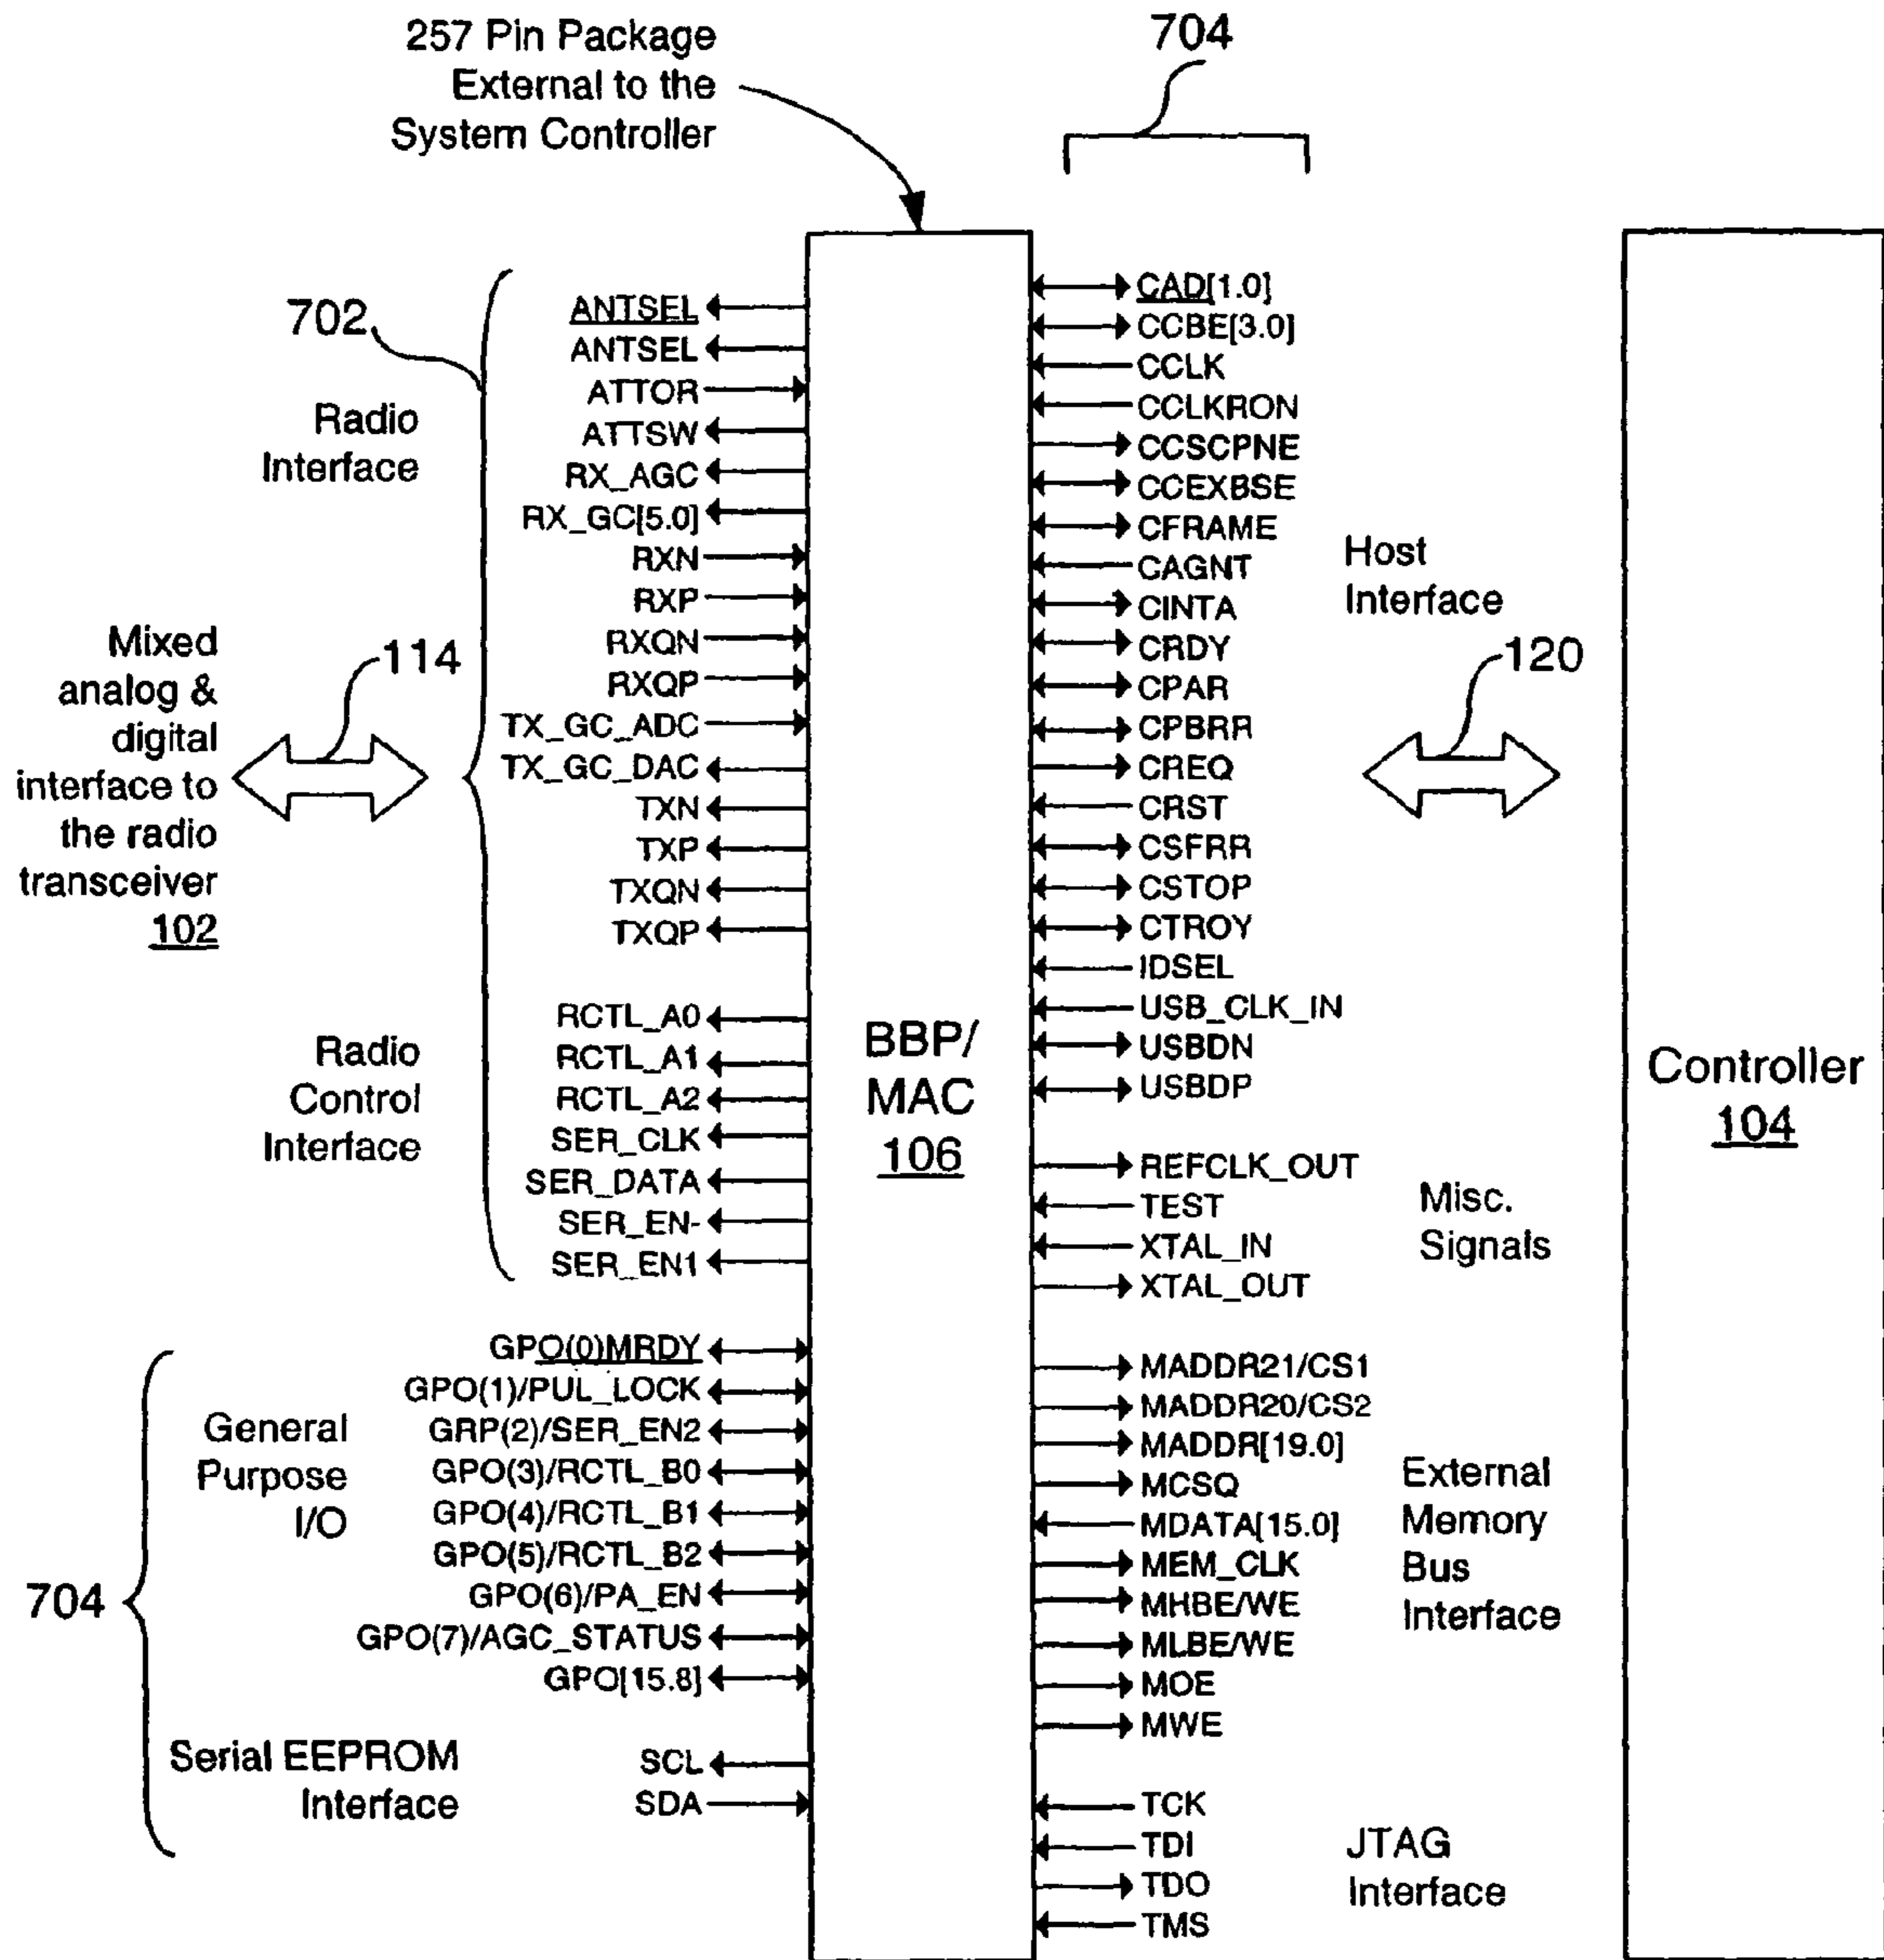 257 Pin Package
External to the
System Controller
704
702
Radio
Interface
ANTSEL
ANTSEL
ATTOR
ATTSW
RX_AGC
RX_GC[5.0]
RXN
RXP
RXQN
RXQP
TX_GC_ADC
TX_GC_DAC
TXN
TXP
TXQN
TXQP
Mixed
analog &
digital
interface to
the radio
transceiver
102
114
Radio
Control
Interface
RCTL_A0
RCTL_A1
RCTL_A2
SER_CLK
SER_DATA
SER_EN-
SER_EN1
704
General
Purpose
I/O
GPO(0)MRDY
GPO(1)/PUL_LOCK
GRP(2)/SER_EN2
GPO(3)/RCTL_B0
GPO(4)/RCTL_B1
GPO(5)/RCTL_B2
GPO(6)/PA_EN
GPO(7)/AGC_STATUS
GPO[15.8]
Serial EEPROM
Interface
SCL
SDA
BBP/
MAC
106
CAD[1.0]
CCBE[3.0]
CCLK
CCLKRON
CCSCPNE
CCEXBSE
CFRAME
CAGNT
CINTA
CRDY
CPAR
CPBRR
CREQ
CRST
CSFRR
CSTOP
CTROY
IDSEL
USB_CLK_IN
USBDN
USBDP
Host
Interface
120
REFCLK_OUT
TEST
XTAL_IN
XTAL_OUT
Misc.
Signals
MADDR21/CS1
MADDR20/CS2
MADDR[19.0]
MCSQ
MDATA[15.0]
MEM_CLK
MHBE/WE
MLBE/WE
MOE
MWE
External
Memory
Bus
Interface
TCK
TDI
TDO
TMS
JTAG
Interface
Controller
104